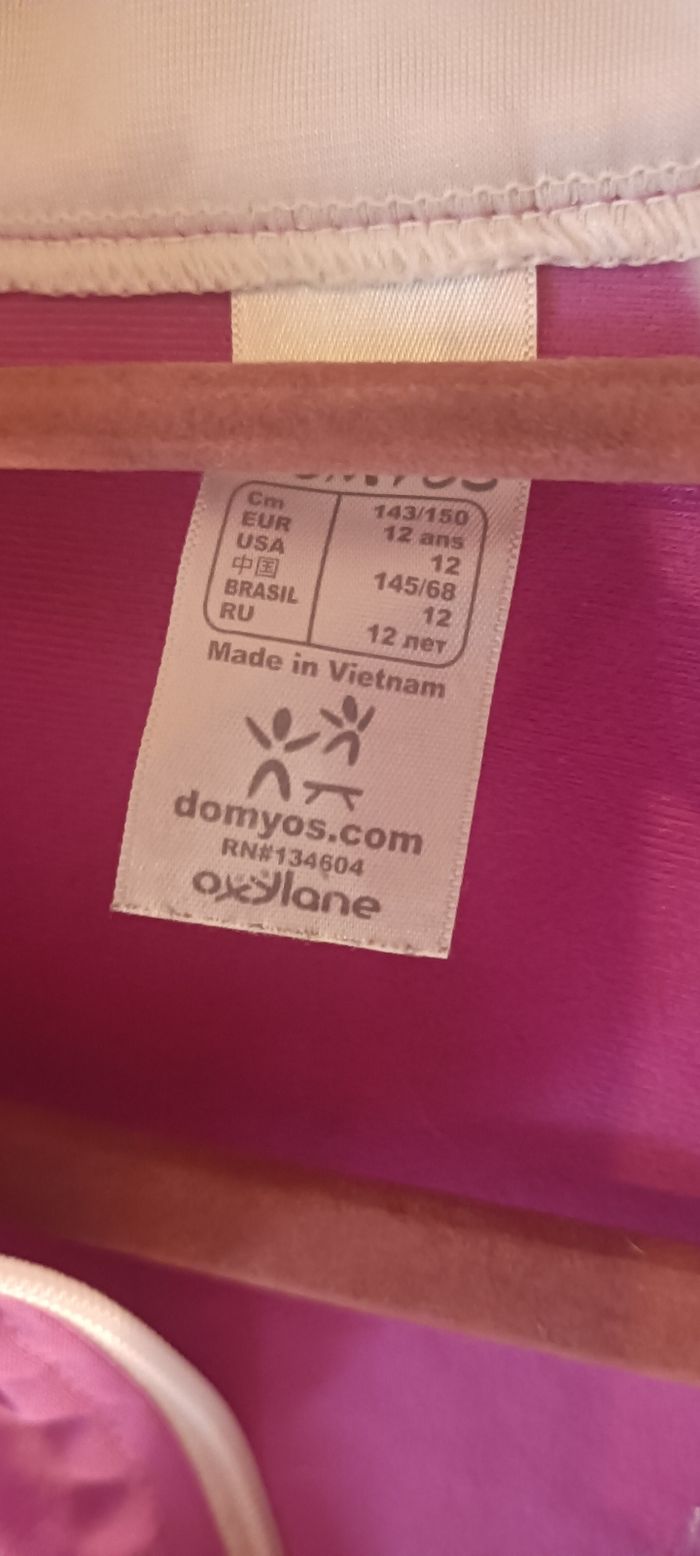 DOMYOS
Cm 143/150
EUR 12 ans
USA 12
中国 145/68
BRASIL 12
RU 12 лет
Made in Vietnam
domyos.com
RN#134604
oxylane